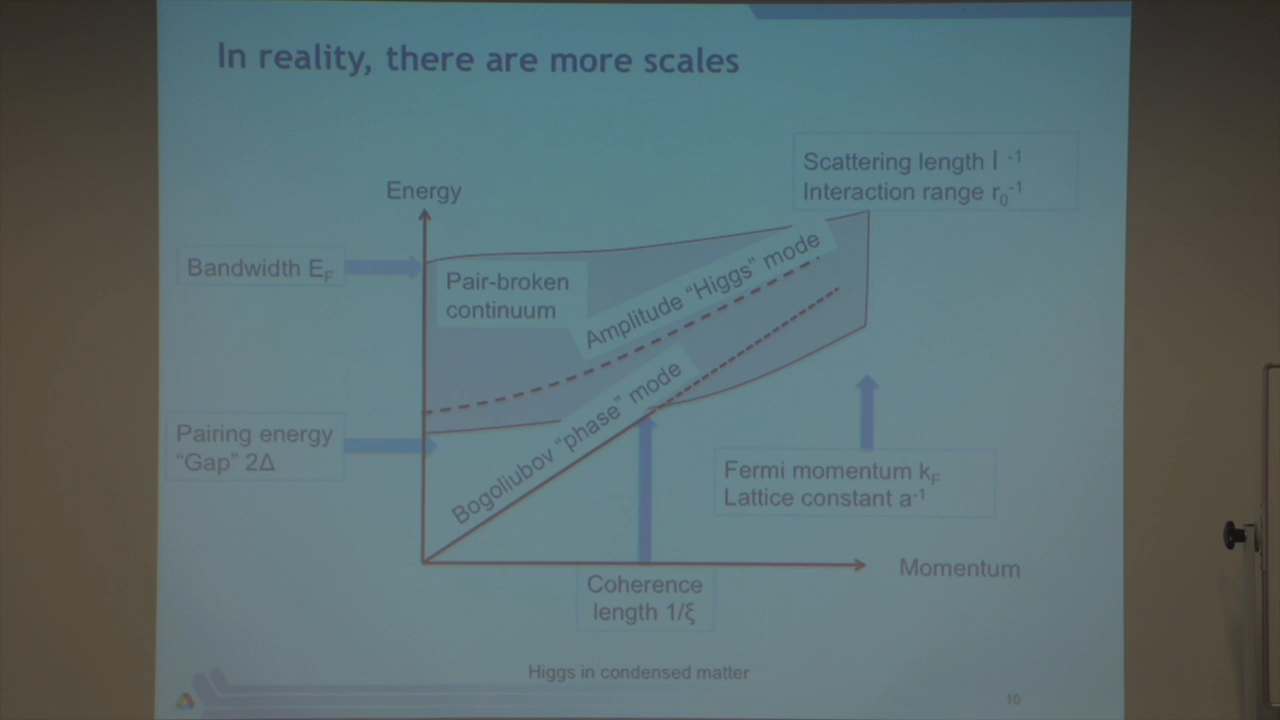 In reality, there are more scales
Scattering length l ⁻¹
Interaction range r₀⁻¹
Energy
Bandwidth E_F
Pair-broken
continuum
Amplitude “Higgs” mode
Bogoliubov “phase” mode
Pairing energy
“Gap” 2Δ
Fermi momentum k_F
Lattice constant a⁻¹
Momentum
Coherence
length 1/ξ
Higgs in condensed matter
10